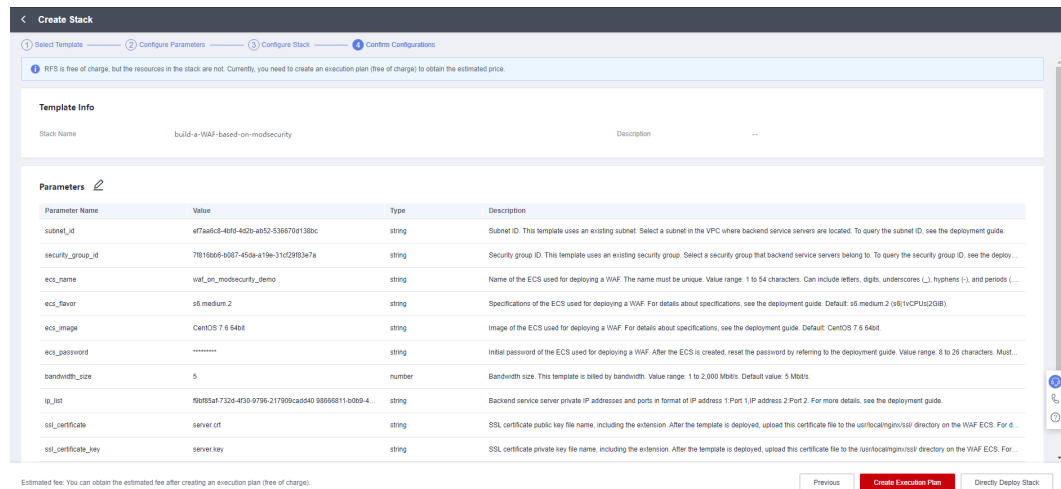 Create Stack
1 Select Template 2 Configure Parameters 3 Configure Stack 4 Confirm Configurations
RFS is free of charge, but the resources in the stack are not. Currently, you need to create an execution plan (free of charge) to obtain the estimated price.
Template Info
Stack Name build-a-WAF-based-on-modsecurity Description --
Parameters
Parameter Name Value Type Description
subnet_id ef7aa6c8-4bfd-4d2b-ab52-536670d138bc string Subnet ID. This template uses an existing subnet. Select a subnet in the VPC where backend service servers are located. To query the subnet ID, see the deployment guide.
security_group_id 7f816bb6-b087-45da-a19e-31cf29f83e7a string Security group ID. This template uses an existing security group. Select a security group that backend service servers belong to. To query the security group ID, see the deploy...
ecs_name waf_on_modsecurity_demo string Name of the ECS used for deploying a WAF. The name must be unique. Value range: 1 to 54 characters. Can include letters, digits, underscores (_), hyphens (-), and periods (....
ecs_flavor s6.medium.2 string Specifications of the ECS used for deploying a WAF. For details about specifications, see the deployment guide. Default: s6.medium.2 (s6|1vCPUs|2GiB).
ecs_image CentOS 7.6 64bit string Image of the ECS used for deploying a WAF. For details about specifications, see the deployment guide. Default: CentOS 7.6 64bit.
ecs_password ********* string Initial password of the ECS used for deploying a WAF. After the ECS is created, reset the password by referring to the deployment guide. Value range: 8 to 26 characters. Must...
bandwidth_size 5 number Bandwidth size. This template is billed by bandwidth. Value range: 1 to 2,000 Mbit/s. Default value: 5 Mbit/s.
ip_list f9bf85af-732d-4f30-9796-217909cadd40 98666811-b0b9-4... string Backend service server private IP addresses and ports in format of IP address 1:Port 1,IP address 2:Port 2. For more details, see the deployment guide.
ssl_certificate server.crt string SSL certificate public key file name, including the extension. After the template is deployed, upload this certificate file to the usr/local/nginx/ssl/ directory on the WAF ECS. For d...
ssl_certificate_key server.key string SSL certificate private key file name, including the extension. After the template is deployed, upload this certificate file to the /usr/local/nginx/ssl/ directory on the WAF ECS. For...
Estimated fee: You can obtain the estimated fee after creating an execution plan (free of charge). Previous Create Execution Plan Directly Deploy Stack